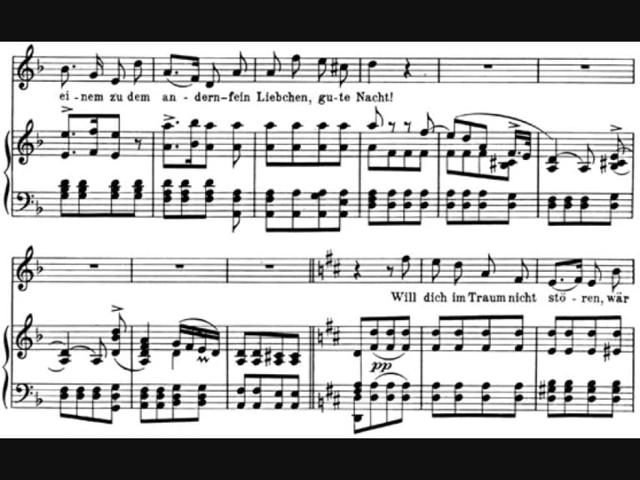 ei - nem zu dem an - dern - fein Liebchen, gu - te Nacht!
Will dich im Traum nicht stö - ren, wär
pp